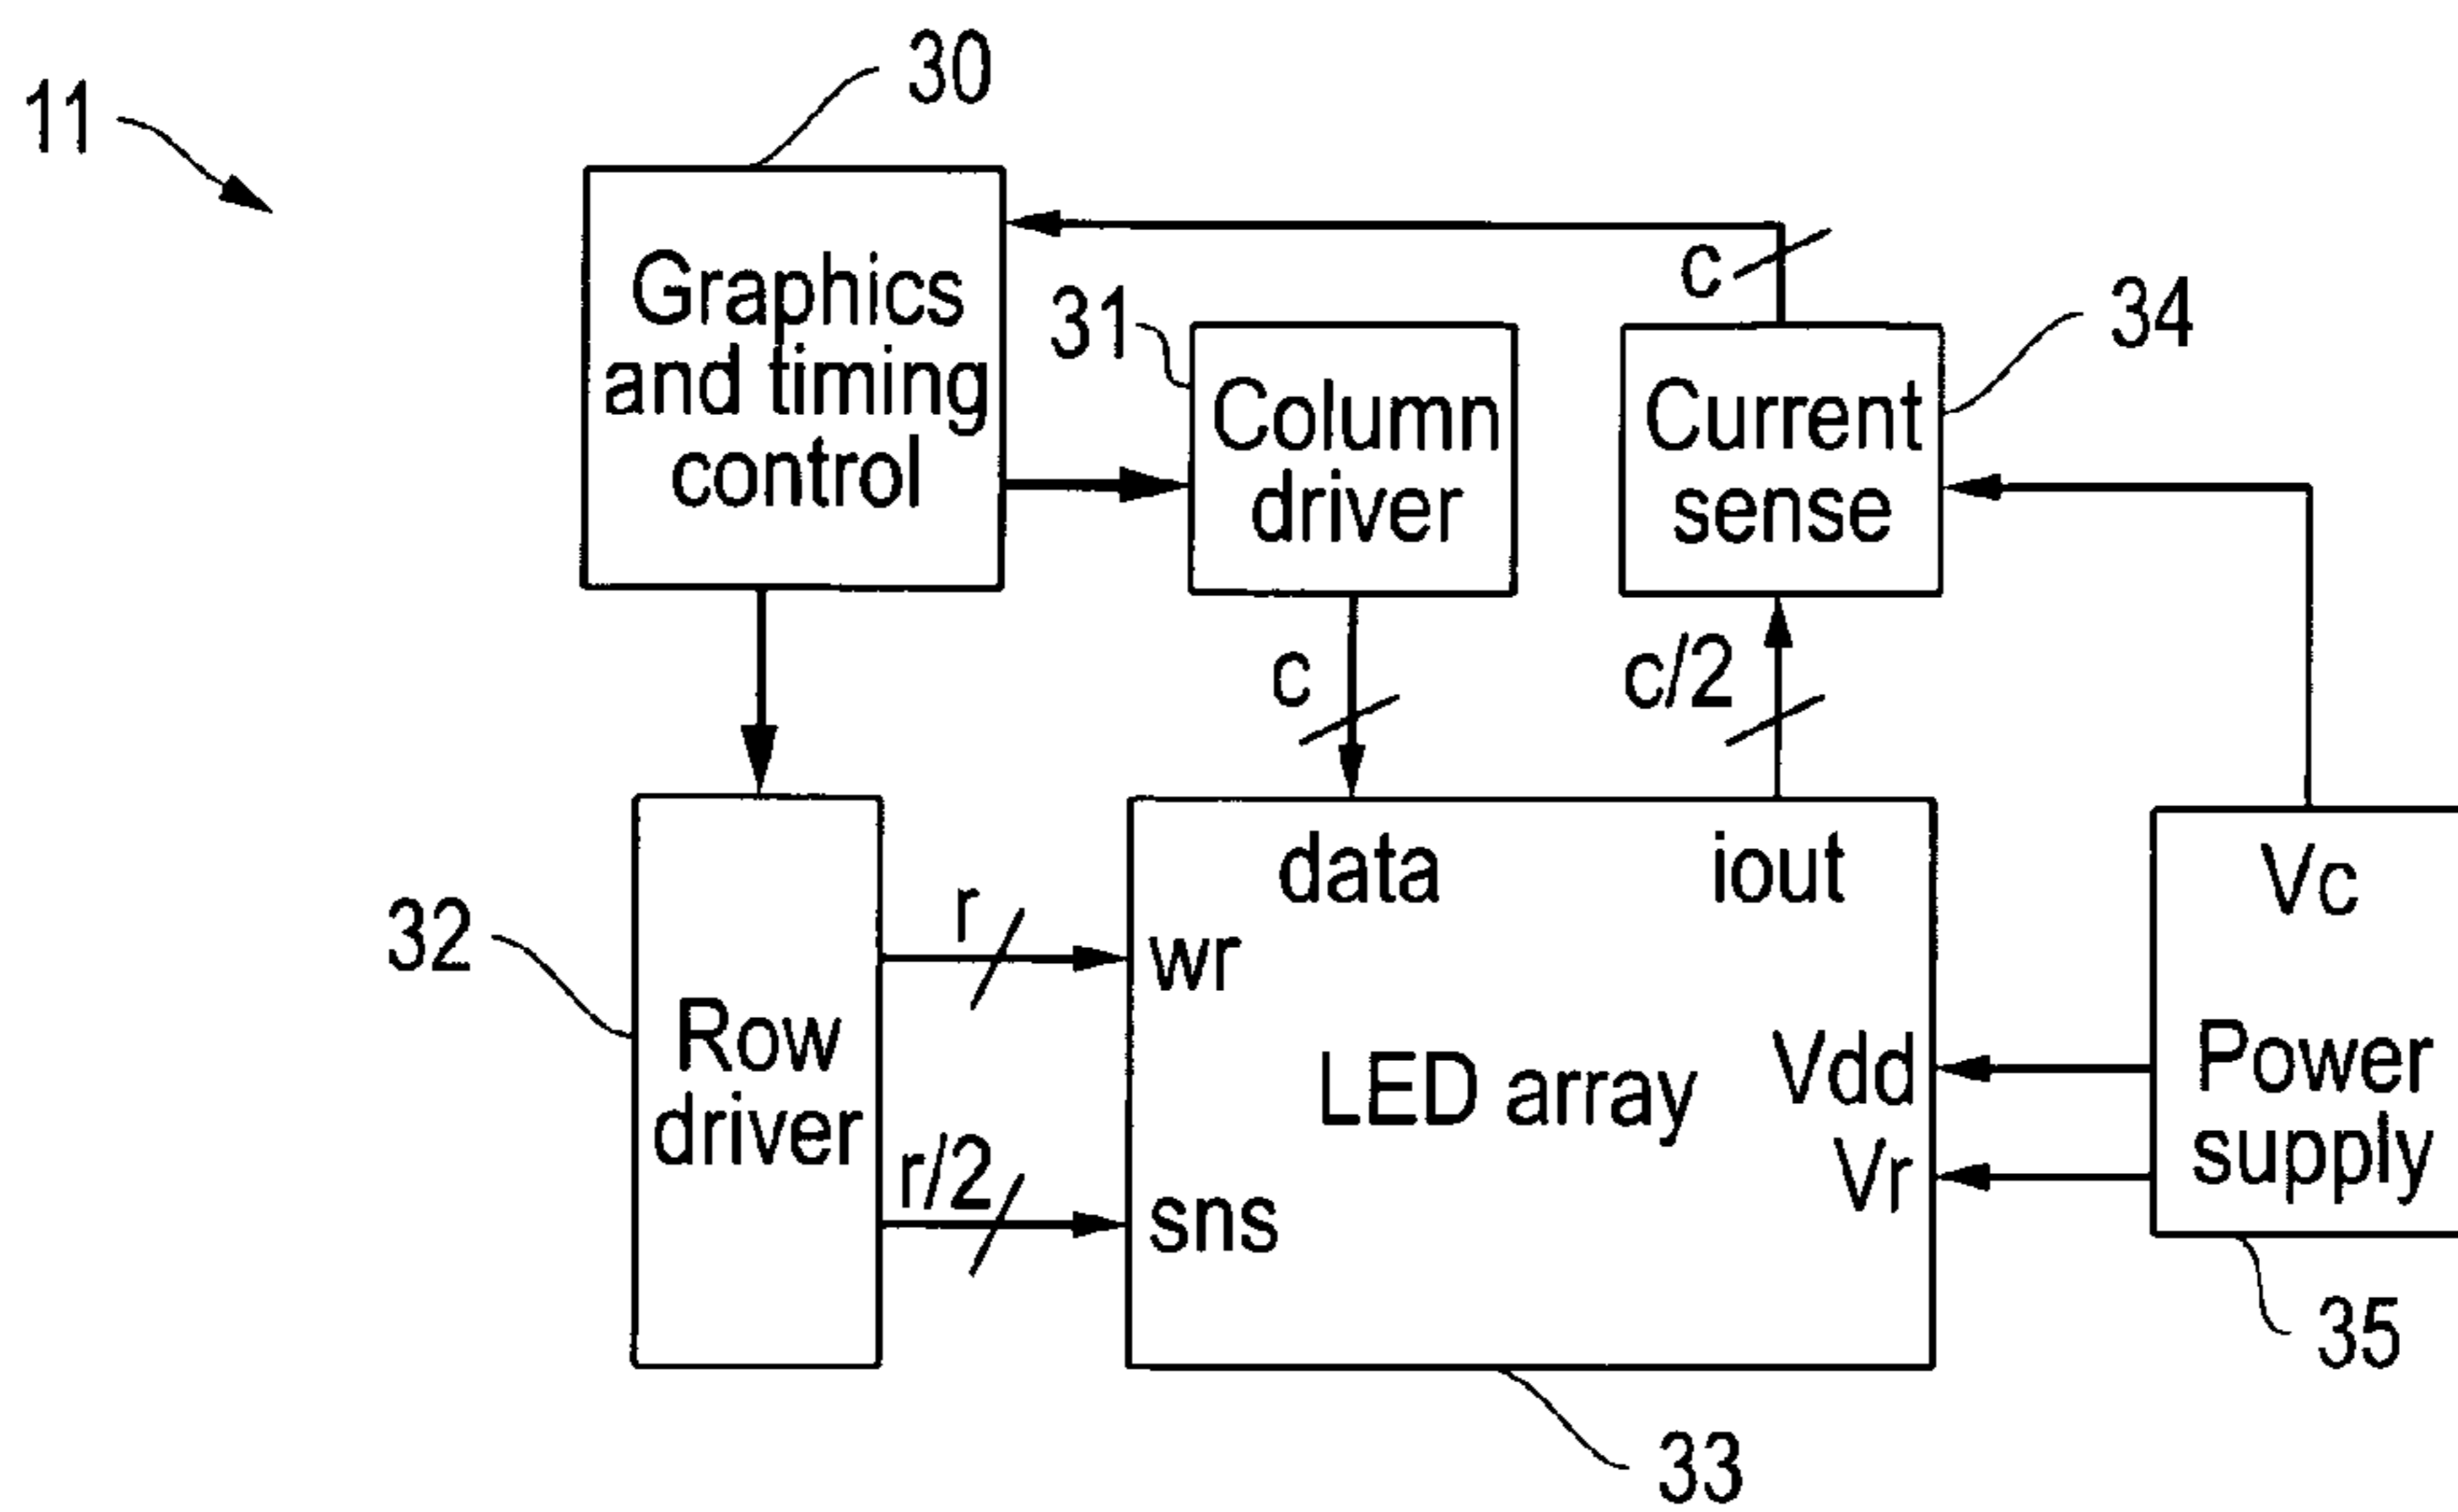 11
30
Graphics
and timing
control
31
Column
driver
c
Current
sense
34
c
c/2
32
Row
driver
r
r/2
data
iout
wr
LED array
Vdd
Vr
sns
Vc
Power
supply
35
33